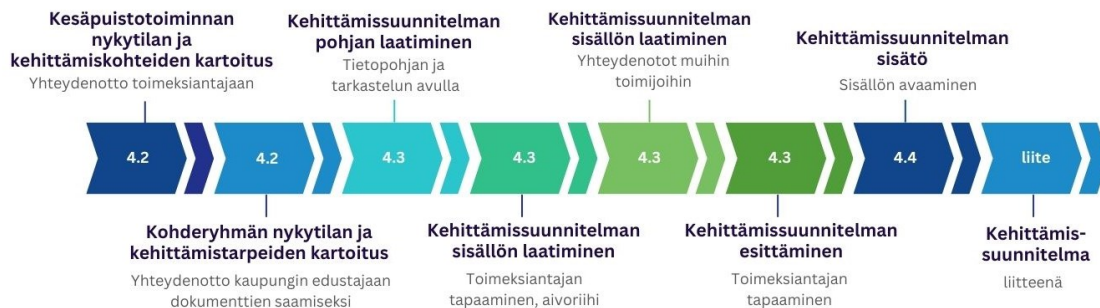 Kesäpuistotoiminnan
nykytilan ja
kehittämiskohteiden kartoitus
Yhteydenotto toimeksiantajaan
Kehittämissuunnitelman
pohjan laatiminen
Tietopohjan ja
tarkastelun avulla
Kehittämissuunnitelman
sisällön laatiminen
Yhteydenotot muihin
toimijoihin
Kehittämissuunnitelman
sisätö
Sisällön avaaminen
4.2
4.2
4.3
4.3
4.3
4.3
4.4
liite
Kohderyhmän nykytilan ja
kehittämistarpeiden kartoitus
Yhteydenotto kaupungin edustajaan
dokumenttien saamiseksi
Kehittämissuunnitelman
sisällön laatiminen
Toimeksiantajan
tapaaminen, aivoriihi
Kehittämissuunnitelman
esittäminen
Toimeksiantajan
tapaaminen
Kehittämis-
suunnitelma
liitteenä